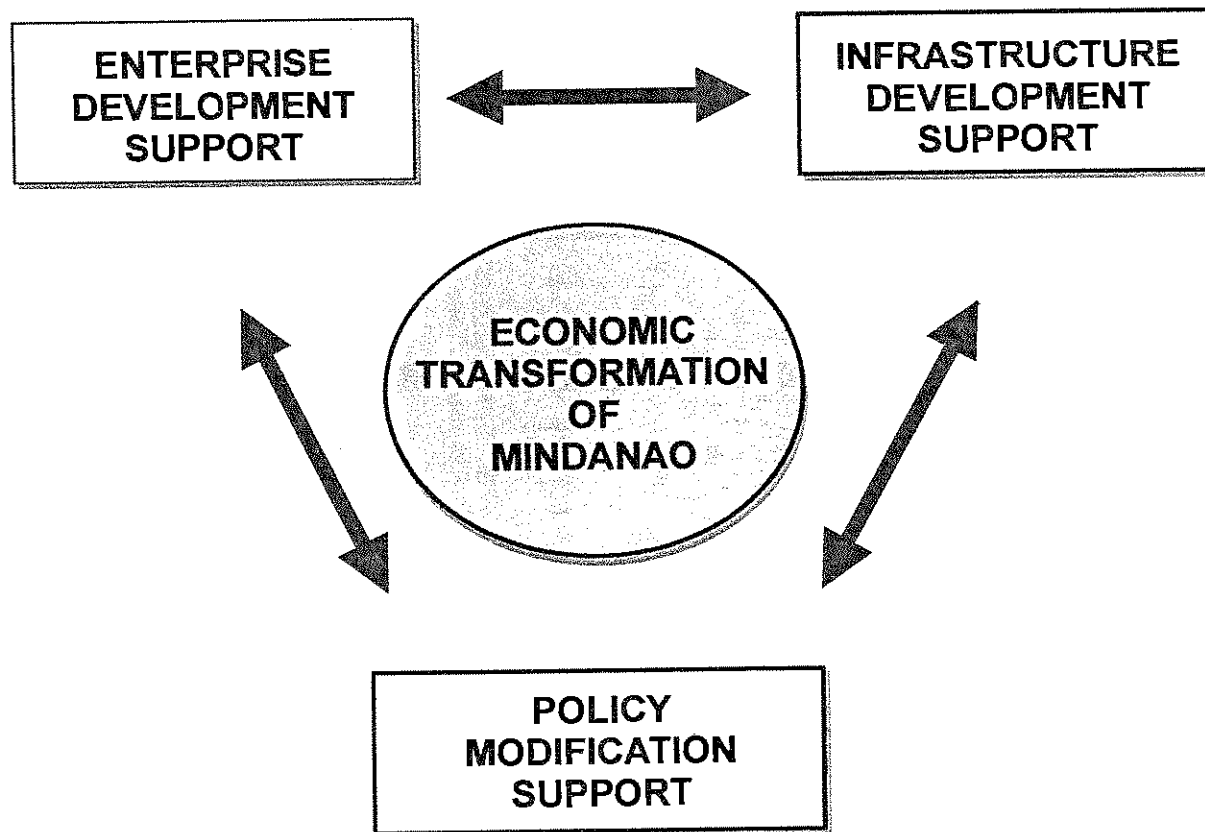 ENTERPRISE
DEVELOPMENT
SUPPORT
INFRASTRUCTURE
DEVELOPMENT
SUPPORT
ECONOMIC
TRANSFORMATION
OF
MINDANAO
POLICY
MODIFICATION
SUPPORT